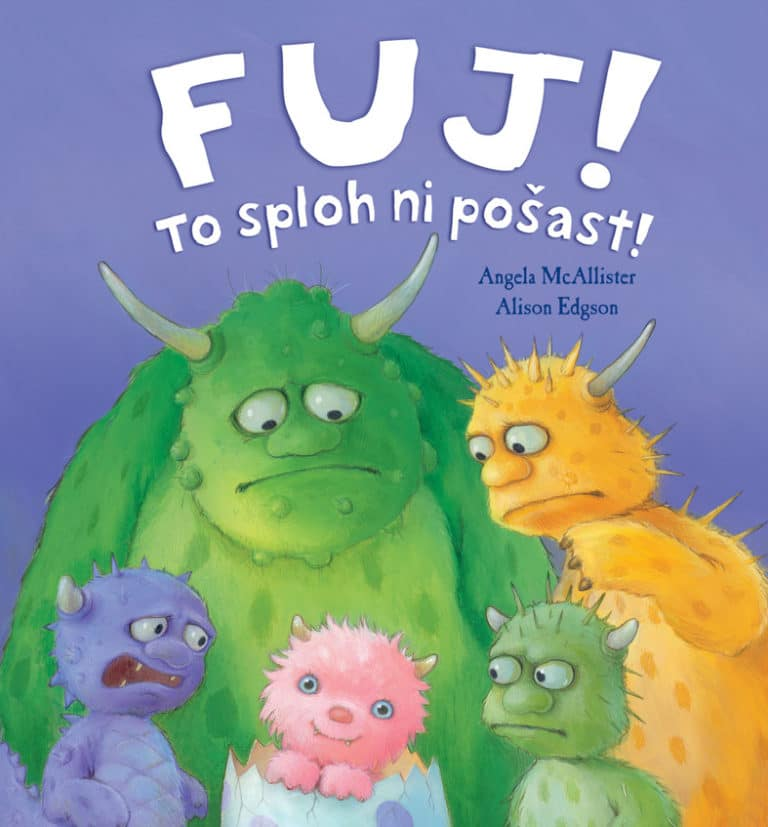 FUJ!
To sploh ni pošast!
Angela McAllister
Alison Edgson